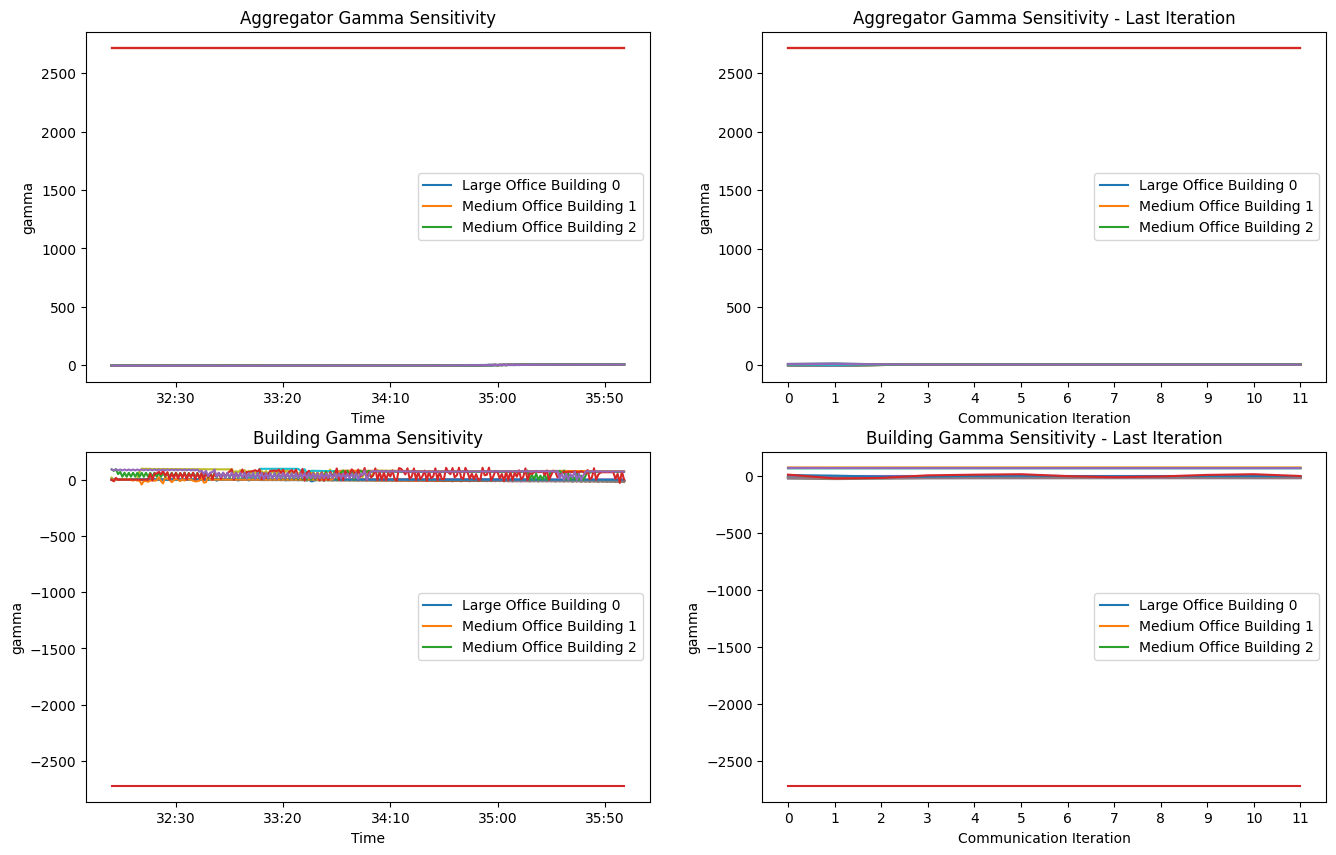 Aggregator Gamma Sensitivity
gamma
2500
2000
1500
1000
500
0
Large Office Building 0
Medium Office Building 1
Medium Office Building 2
32:30 33:20 34:10 35:00 35:50
Time
Aggregator Gamma Sensitivity - Last Iteration
gamma
2500
2000
1500
1000
500
0
Large Office Building 0
Medium Office Building 1
Medium Office Building 2
0 1 2 3 4 5 6 7 8 9 10 11
Communication Iteration
Building Gamma Sensitivity
gamma
0
−500
−1000
−1500
−2000
−2500
Large Office Building 0
Medium Office Building 1
Medium Office Building 2
32:30 33:20 34:10 35:00 35:50
Time
Building Gamma Sensitivity - Last Iteration
gamma
0
−500
−1000
−1500
−2000
−2500
Large Office Building 0
Medium Office Building 1
Medium Office Building 2
0 1 2 3 4 5 6 7 8 9 10 11
Communication Iteration